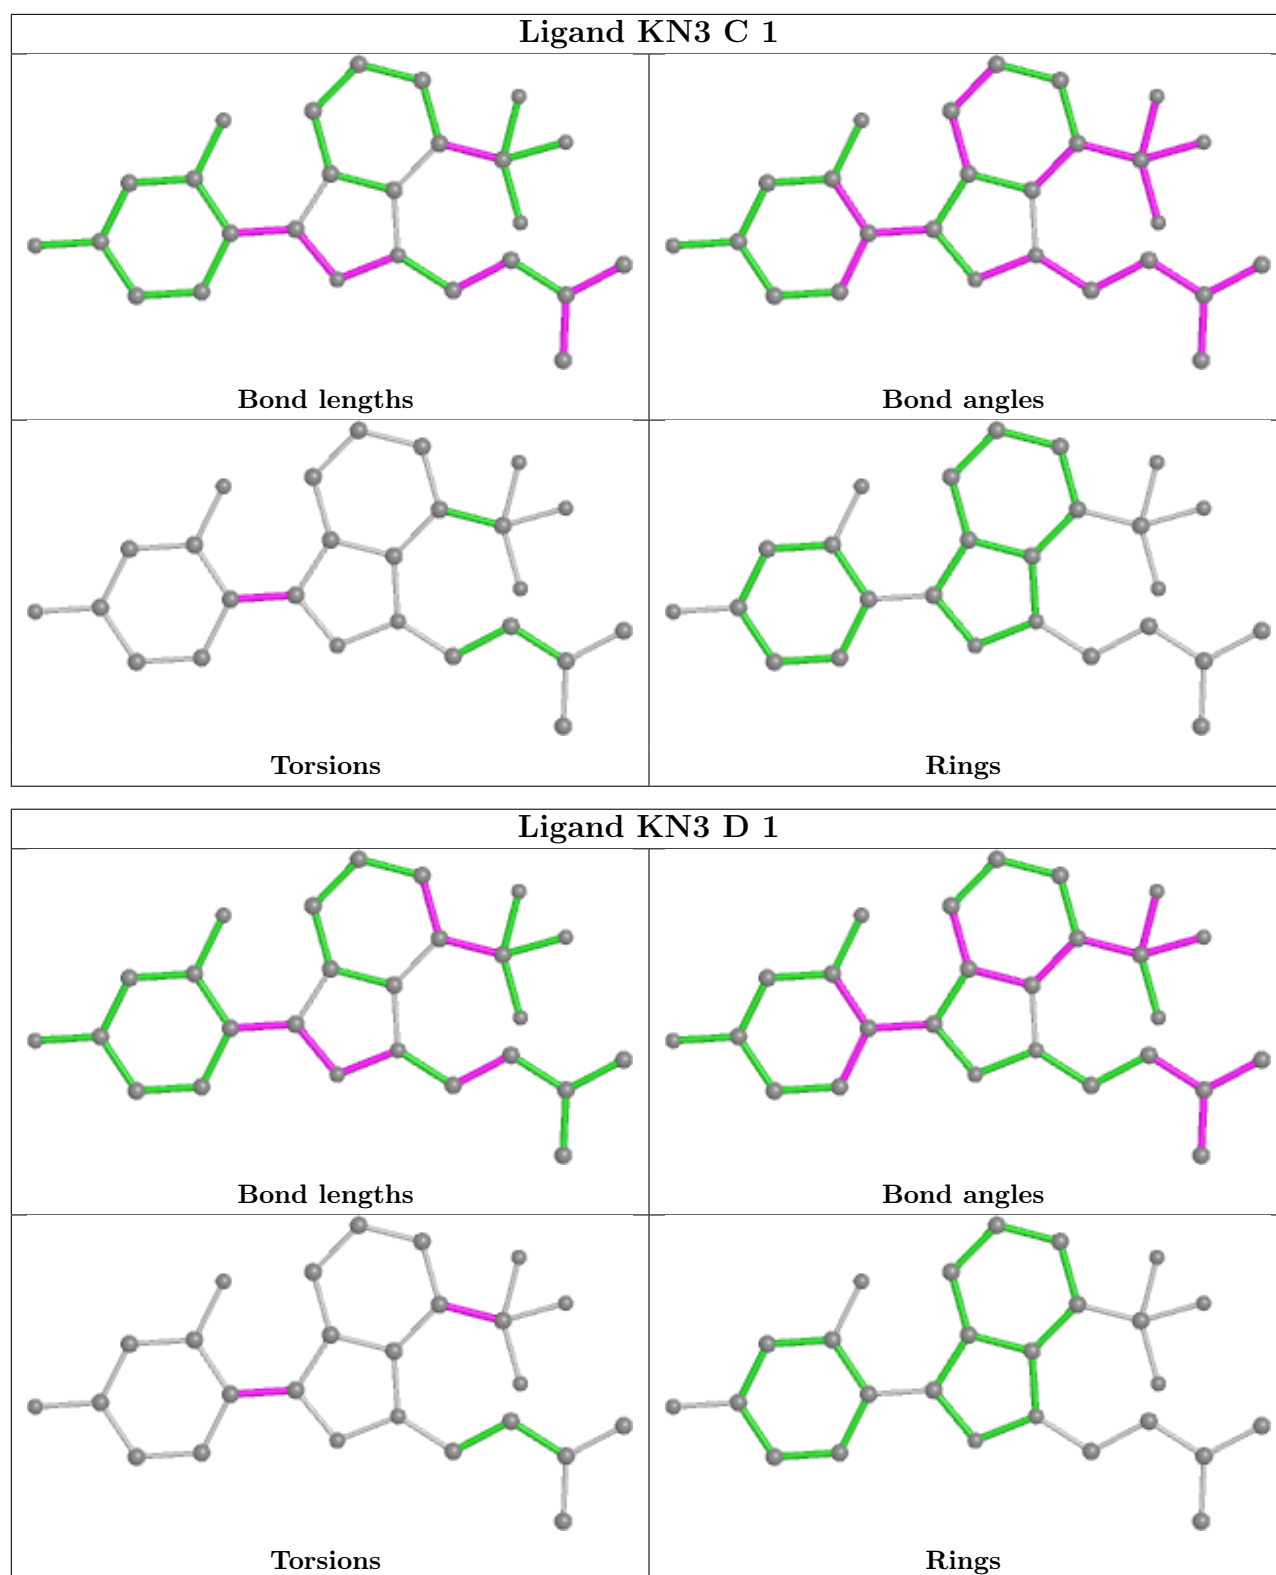 Ligand KN3 C 1
Bond lengths
Bond angles
Torsions
Rings
Ligand KN3 D 1
Bond lengths
Bond angles
Torsions
Rings